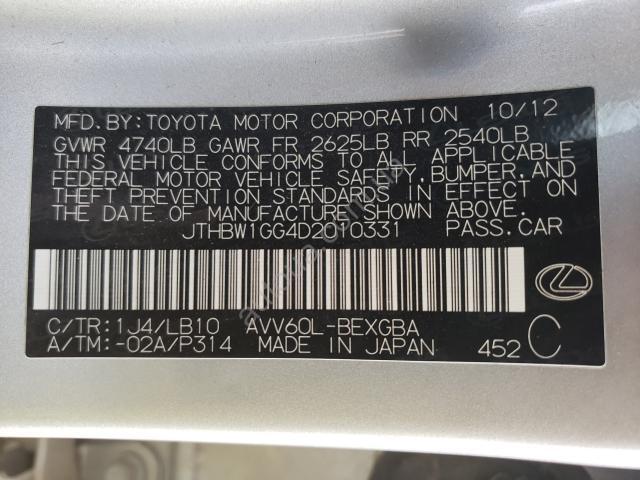 MFD.BY:TOYOTA MOTOR CORPORATION 10/12
GVWR 4740LB GAWR FR 2625LB RR 2540LB
THIS VEHICLE CONFORMS TO ALL APPLICABLE
FEDERAL MOTOR VEHICLE SAFETY,BUMPER,AND
THEFT PREVENTION STANDARDS IN EFFECT ON
THE DATE OF MANUFACTURE SHOWN ABOVE.
PASS.CAR
C/TR:1J4/LB10 AVV60L-BEXGBA
A/TM:-02A/P314 MADE IN JAPAN 452 C